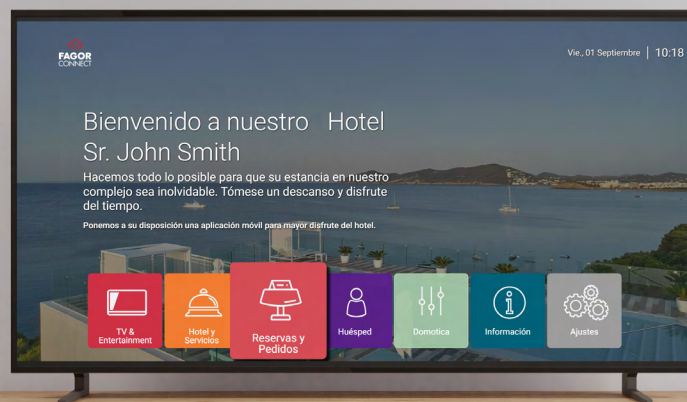 FAGOR
CONNECT
Vie., 01 Septiembre | 10:18
Bienvenido a nuestro Hotel
Sr. John Smith
Hacemos todo lo posible para que su estancia en nuestro
complejo sea inolvidable. Tómese un descanso y disfrute
del tiempo.
Ponemos a su disposición una aplicación móvil para mayor disfrute del hotel.
TV &
Entertainment
Hotel y
Servicios
Reservas y
Pedidos
Huésped
Domotica
Información
Ajustes